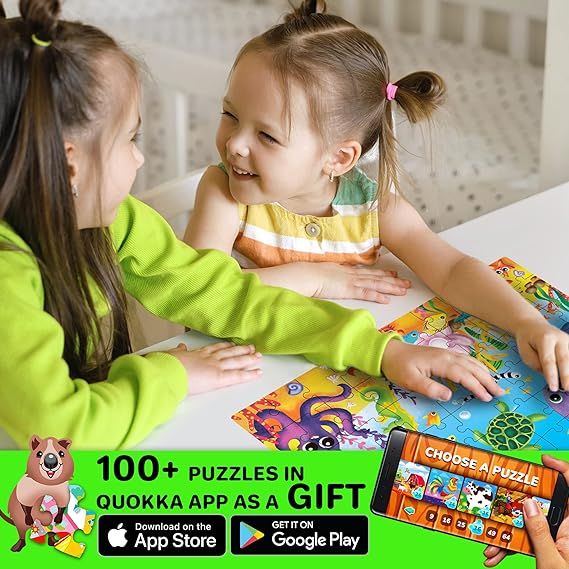 100+ PUZZLES IN
QUOKKA APP AS A GIFT
Download on the
App Store
GET IT ON
Google Play
CHOOSE A PUZZLE
9 16 25 36 49 64